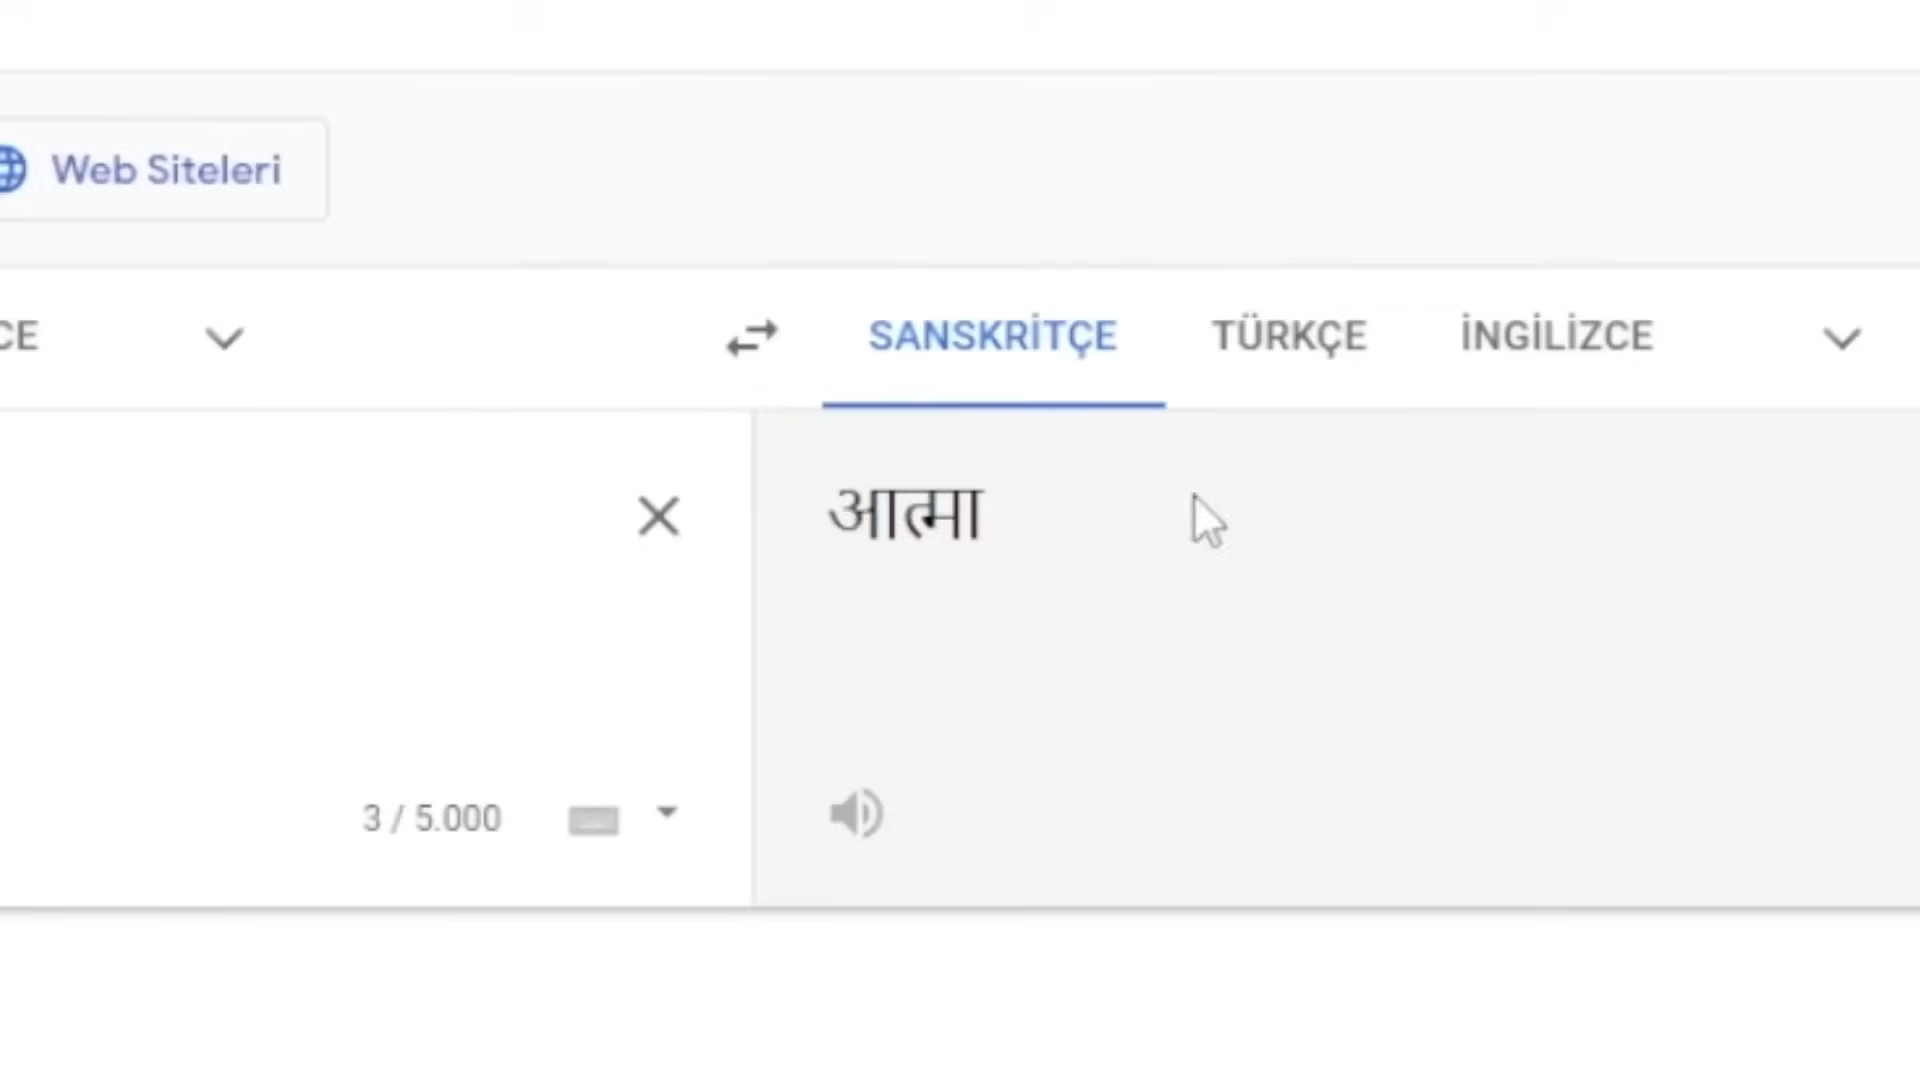 Web Siteleri
CE SANSKRİTÇE TÜRKÇE İNGİLİZCE
आत्मा
3 / 5.000